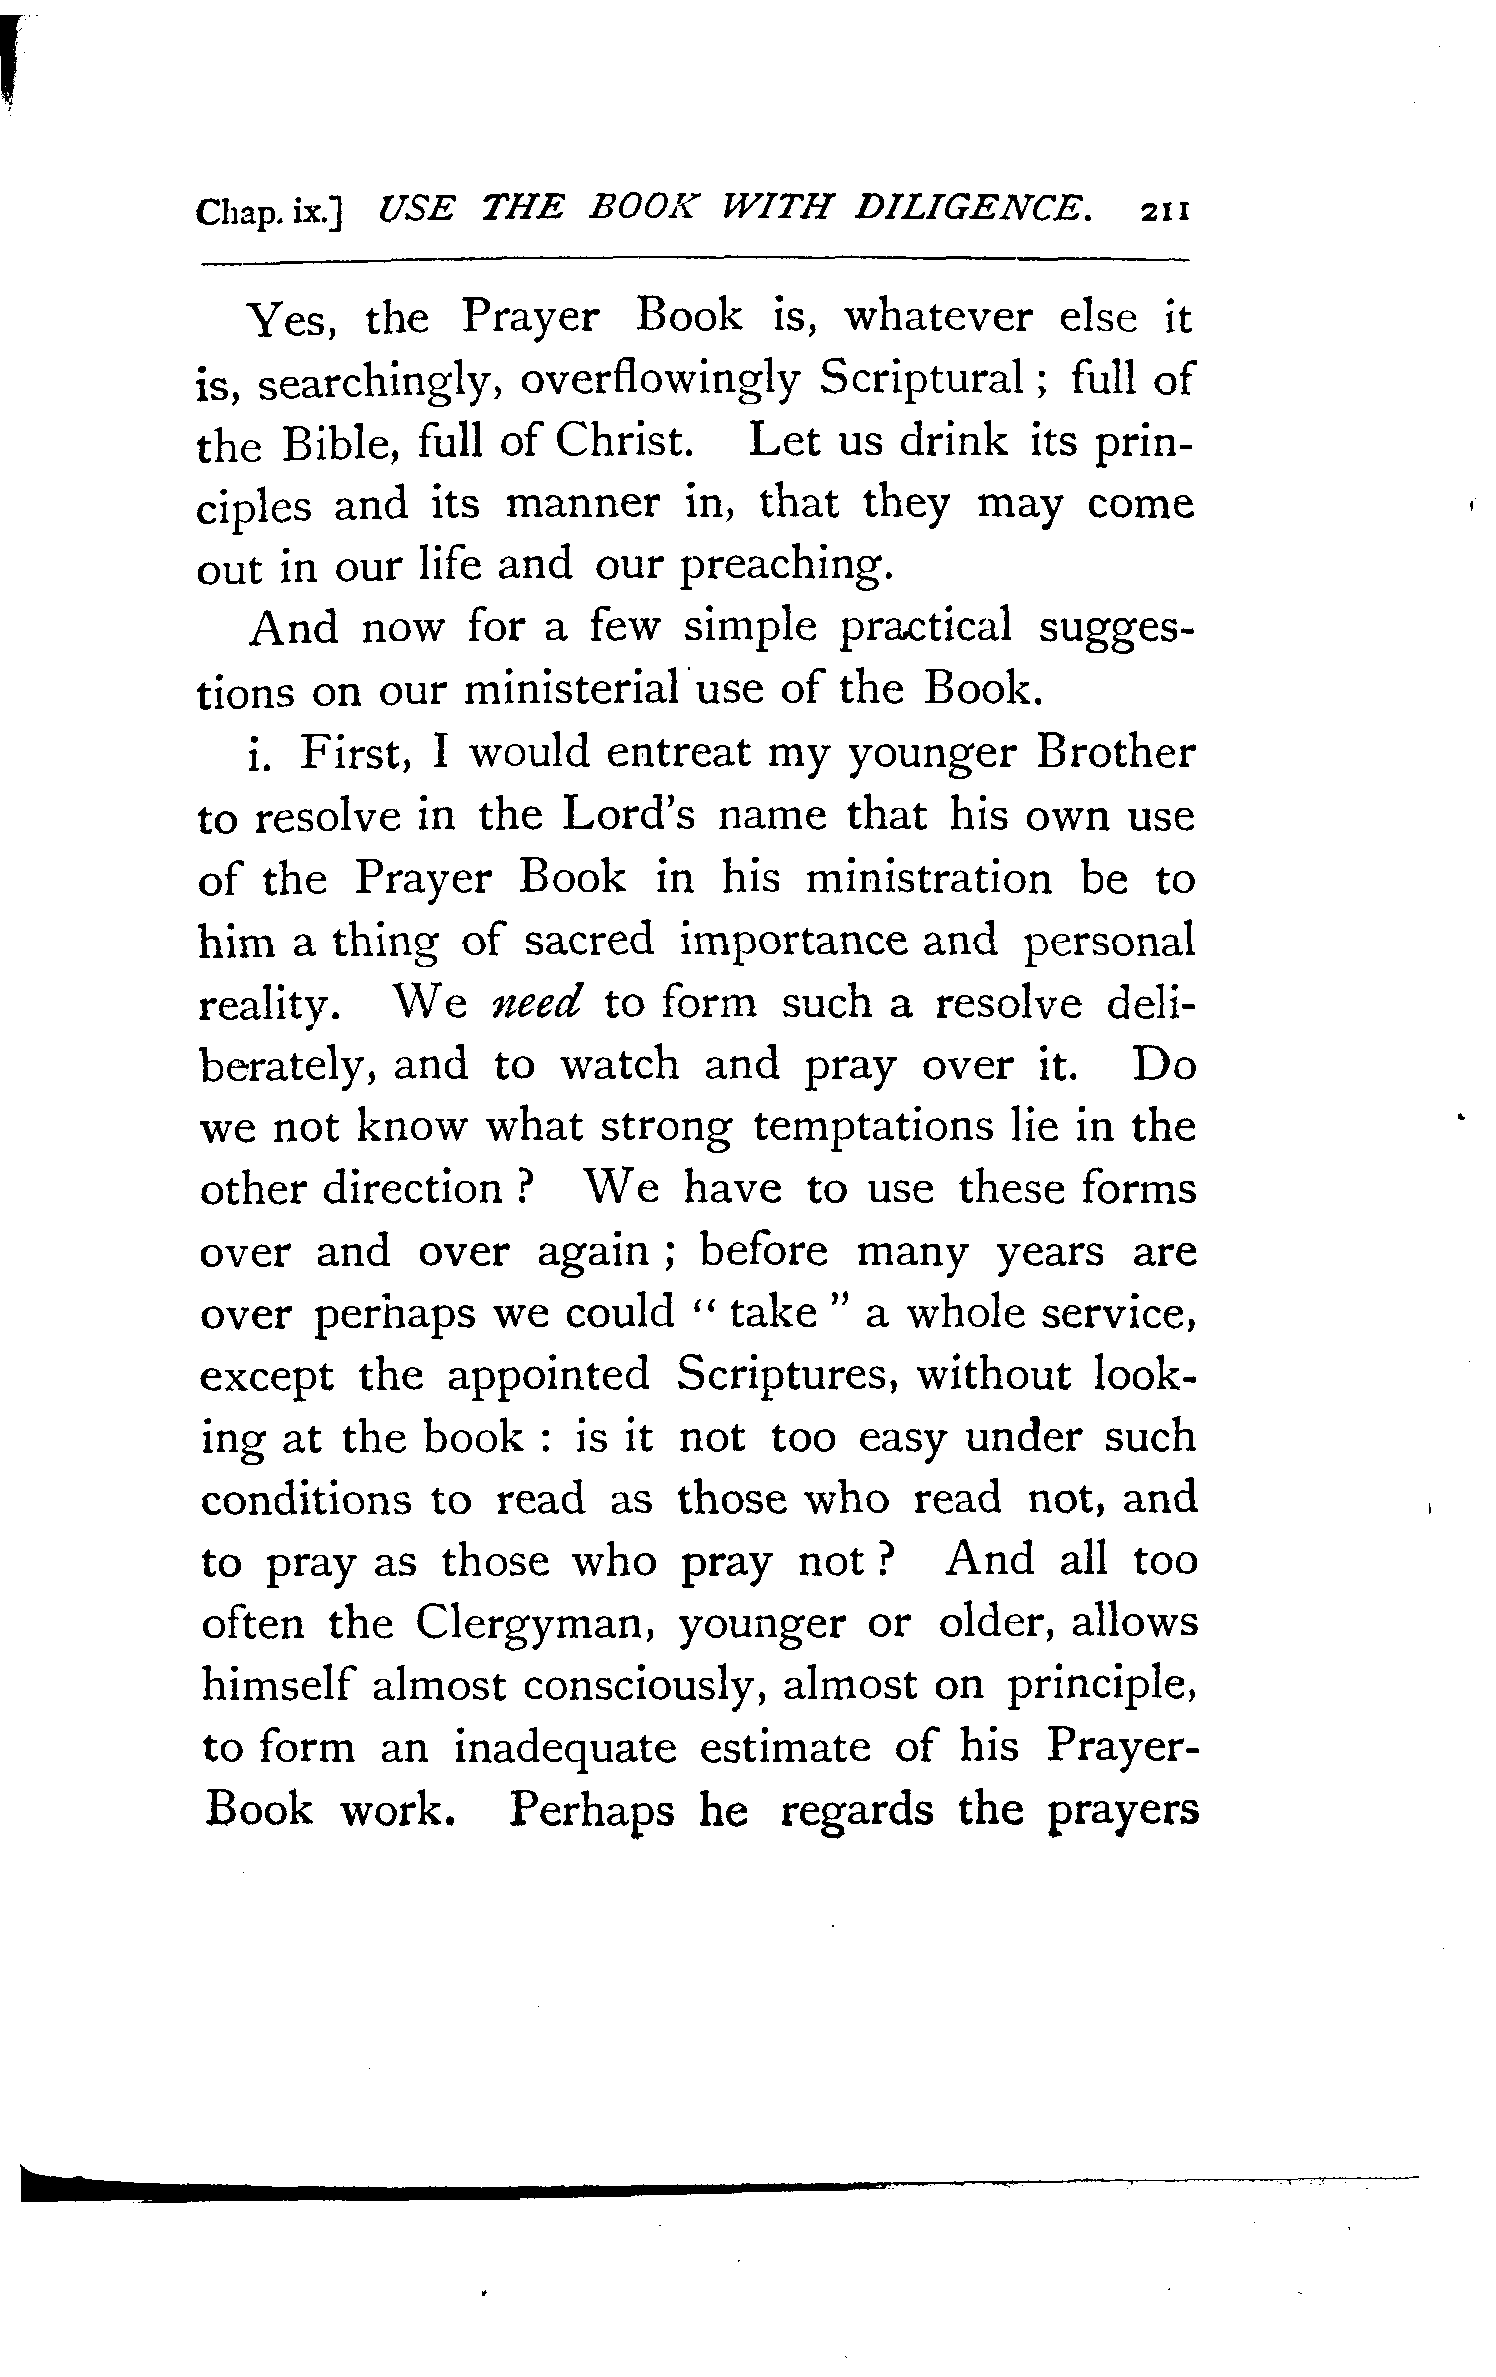 Chap. ix.] USE THE BOOK WITH DILIGENCE. 211
Yes, the Prayer Book is, whatever else it
is, searchingly, overflowingly Scriptural ; full of
the Bible, full of Christ. Let us drink its prin-
ciples and its manner in, that they may come
out in our life and our preaching.
And now for a few simple practical sugges-
tions on our ministerial use of the Book.
i. First, I would entreat my younger Brother
to resolve in the Lord's name that his own use
of the Prayer Book in his ministration be to
him a thing of sacred importance and personal
reality. We need to form such a resolve deli-
berately, and to watch and pray over it. Do
we not know what strong temptations lie in the
other direction ? We have to use these forms
over and over again ; before many years are
over perhaps we could “ take ” a whole service,
except the appointed Scriptures, without look-
ing at the book : is it not too easy under such
conditions to read as those who read not, and
to pray as those who pray not ? And all too
often the Clergyman, younger or older, allows
himself almost consciously, almost on principle,
to form an inadequate estimate of his Prayer-
Book work. Perhaps he regards the prayers